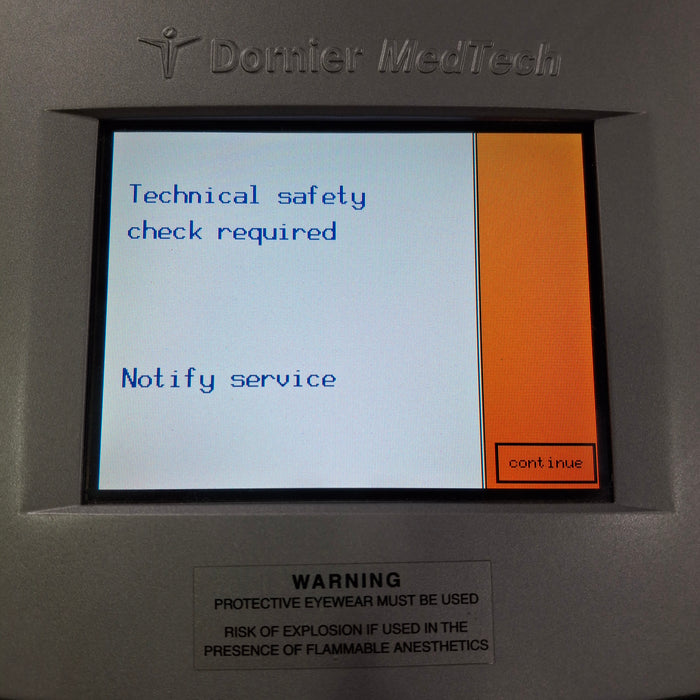 Dornier MedTech
Technical safety
check required
Notify service
continue
WARNING
PROTECTIVE EYEWEAR MUST BE USED
RISK OF EXPLOSION IF USED IN THE
PRESENCE OF FLAMMABLE ANESTHETICS